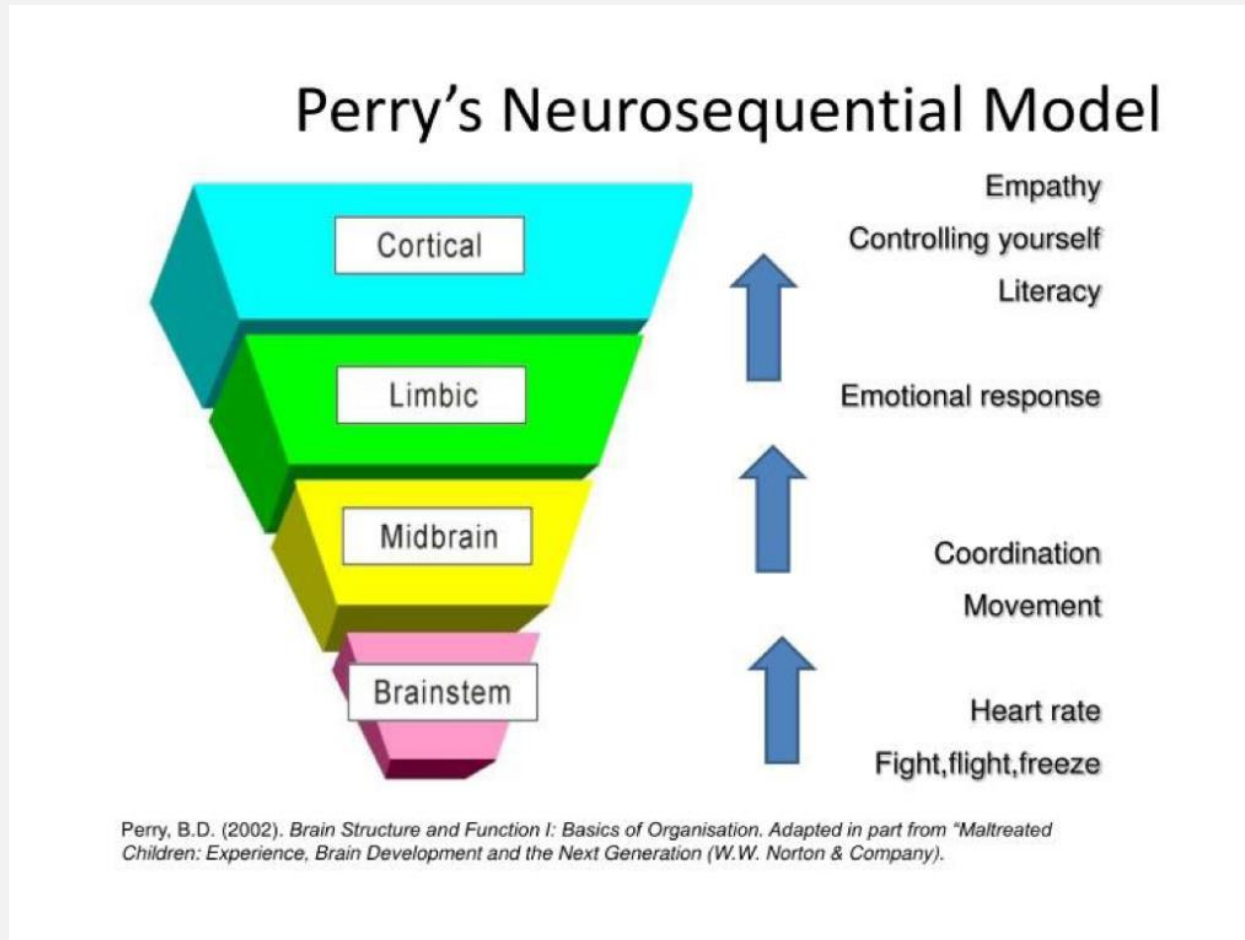 Perry’s Neurosequential Model
Cortical
Limbic
Midbrain
Brainstem
Empathy
Controlling yourself
Literacy
Emotional response
Coordination
Movement
Heart rate
Fight,flight,freeze
Perry, B.D. (2002). Brain Structure and Function I: Basics of Organisation. Adapted in part from “Maltreated
Children: Experience, Brain Development and the Next Generation (W.W. Norton & Company).